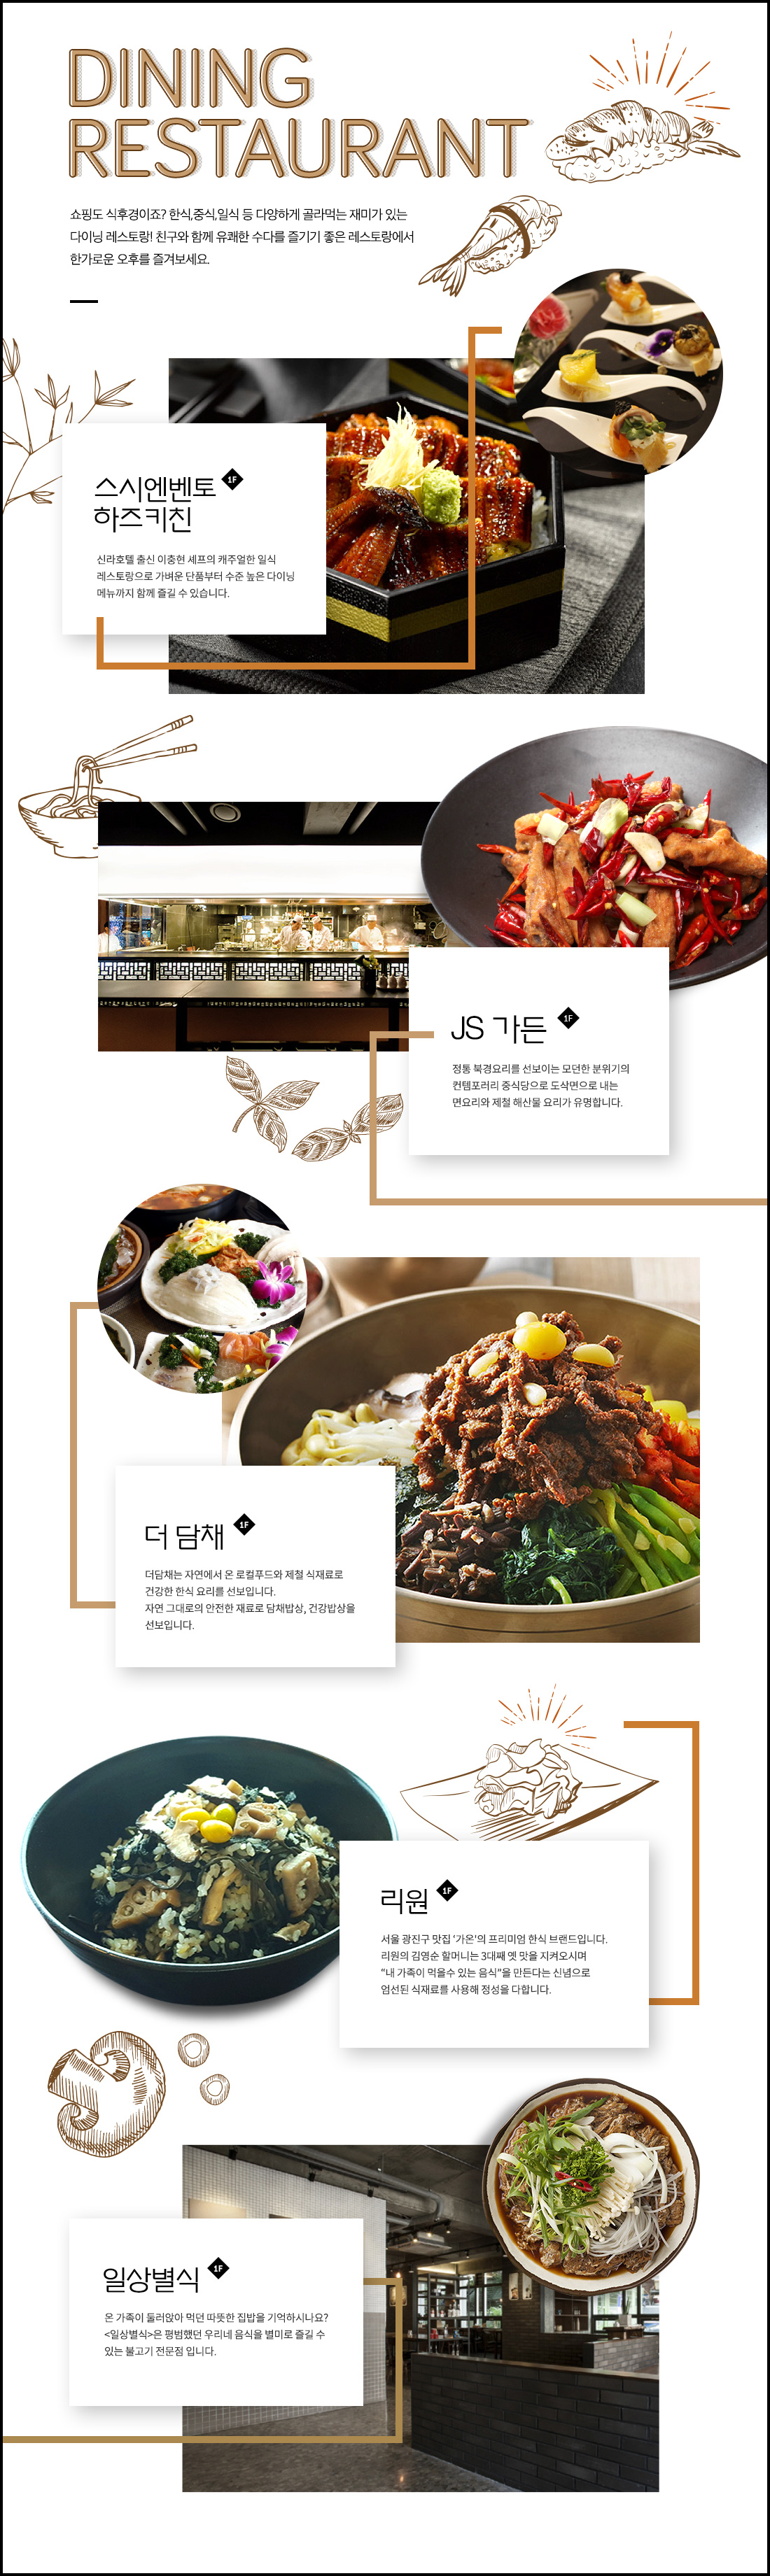 DINING
RESTAURANT
쇼핑도 식후경이죠? 한식,중식,일식 등 다양하게 골라먹는 재미가 있는
다이닝 레스토랑! 친구와 함께 유쾌한 수다를 즐기기 좋은 레스토랑에서
한가로운 오후를 즐겨보세요.
스시엔벤토 1F
하즈키친
신라호텔 출신 이충현 셰프의 캐주얼한 일식
레스토랑으로 가벼운 단품부터 수준 높은 다이닝
메뉴까지 함께 즐길 수 있습니다.
JS 가든 1F
정통 북경요리를 선보이는 모던한 분위기의
컨템포러리 중식당으로 도삭면으로 내는
면요리와 제철 해산물 요리가 유명합니다.
더 담채 1F
더담채는 자연에서 온 로컬푸드와 제철 식재료로
건강한 한식 요리를 선보입니다.
자연 그대로의 안전한 재료로 담채밥상, 건강밥상을
선보입니다.
리원 1F
서울 광진구 맛집 ‘가온’의 프리미엄 한식 브랜드입니다.
리원의 김영순 할머니는 3대째 옛 맛을 지켜오시며
“내 가족이 먹을수 있는 음식”을 만든다는 신념으로
엄선된 식재료를 사용해 정성을 다합니다.
일상별식 1F
온 가족이 둘러앉아 먹던 따뜻한 집밥을 기억하시나요?
<일상별식>은 평범했던 우리네 음식을 별미로 즐길 수
있는 불고기 전문점 입니다.